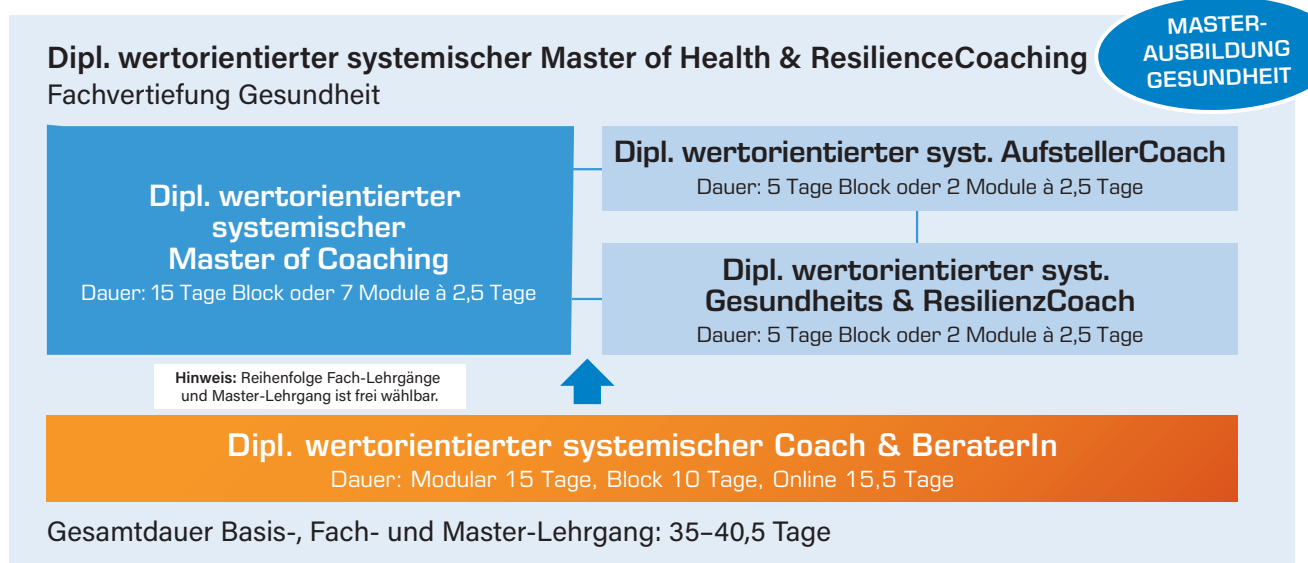 MASTER-
AUSBILDUNG
GESUNDHEIT
Dipl. wertorientierter systemischer Master of Health & ResilienceCoaching
Fachvertiefung Gesundheit
Dipl. wertorientierter
systemischer
Master of Coaching
Dauer: 15 Tage Block oder 7 Module à 2,5 Tage
Dipl. wertorientierter syst. AufstellerCoach
Dauer: 5 Tage Block oder 2 Module à 2,5 Tage
Dipl. wertorientierter syst.
Gesundheits & ResilienzCoach
Dauer: 5 Tage Block oder 2 Module à 2,5 Tage
Hinweis: Reihenfolge Fach-Lehrgänge
und Master-Lehrgang ist frei wählbar.
Dipl. wertorientierter systemischer Coach & BeraterIn
Dauer: Modular 15 Tage, Block 10 Tage, Online 15,5 Tage
Gesamtdauer Basis-, Fach- und Master-Lehrgang: 35–40,5 Tage